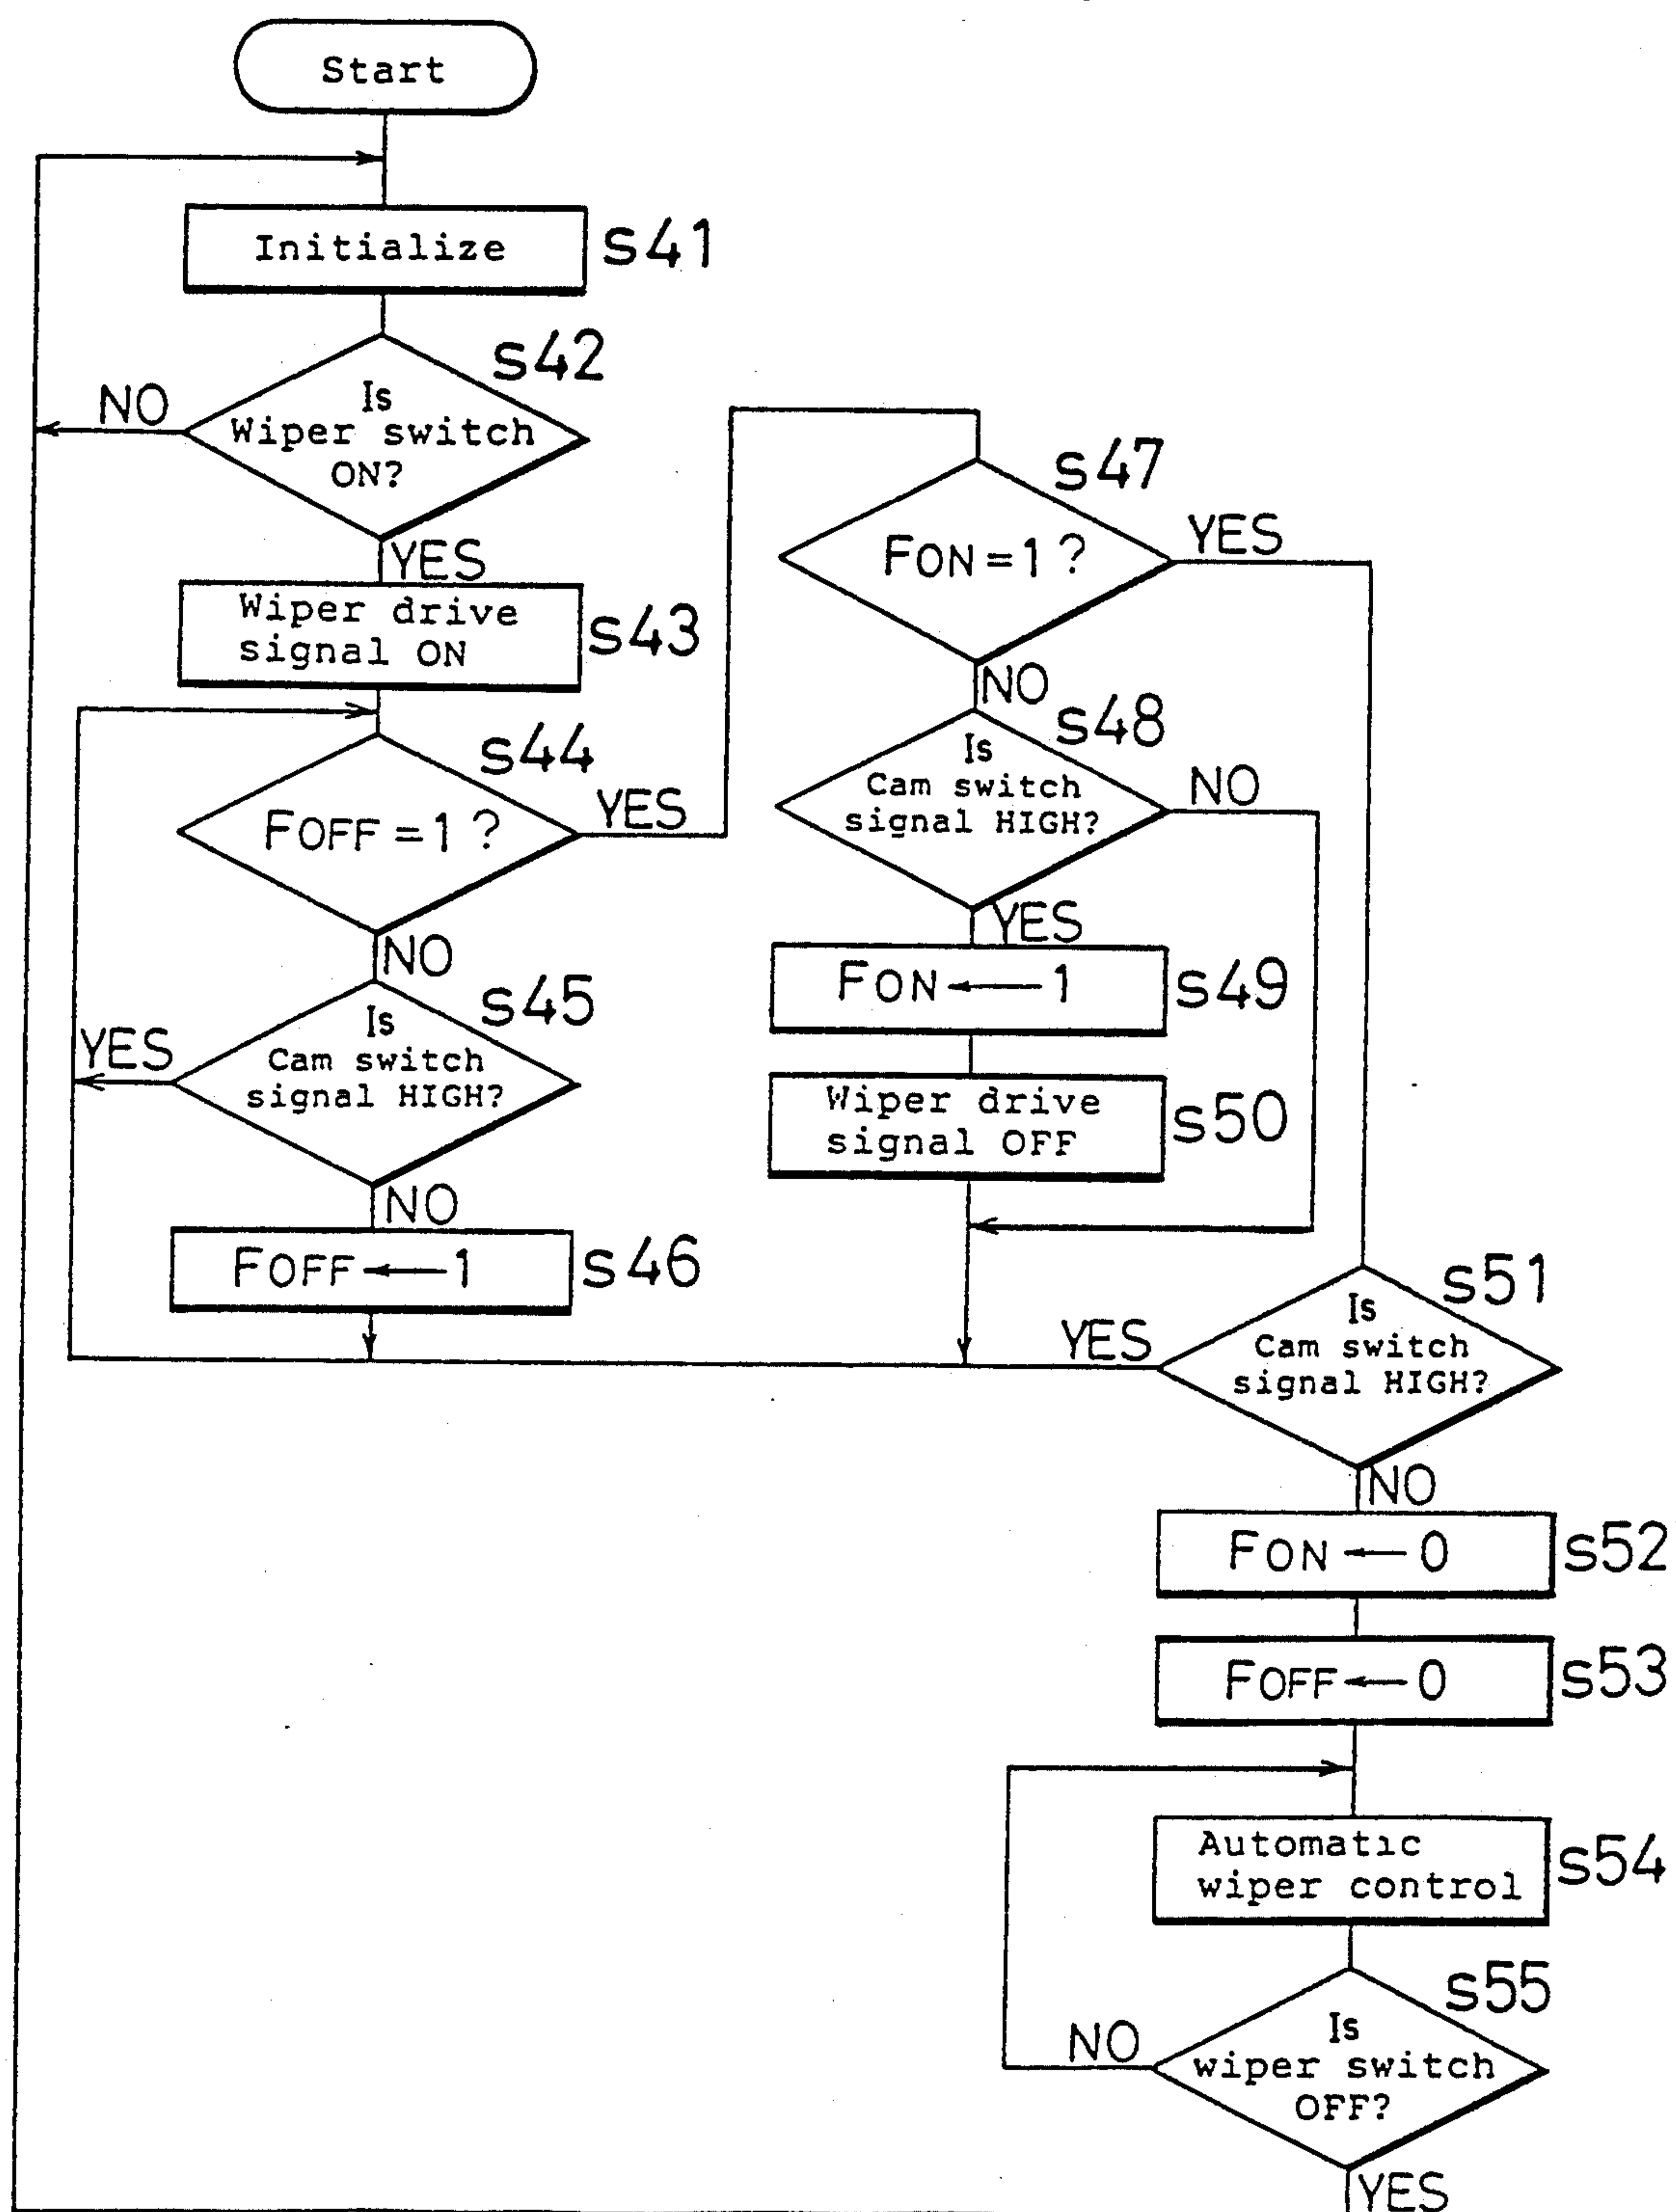 Start
Initialize
s41
s42
Is
Wiper switch
ON?
NO
YES
Wiper drive
signal ON
s43
s44
FOFF = 1 ?
YES
NO
s45
Is
Cam switch
signal HIGH?
YES
NO
FOFF ← 1
s46
s47
FON = 1 ?
YES
NO
s48
Is
Cam switch
signal HIGH?
NO
YES
FON ← 1
s49
Wiper drive
signal OFF
s50
s51
Is
Cam switch
signal HIGH?
YES
NO
FON ← 0
s52
FOFF ← 0
s53
Automatic
wiper control
s54
s55
Is
wiper switch
OFF?
NO
YES